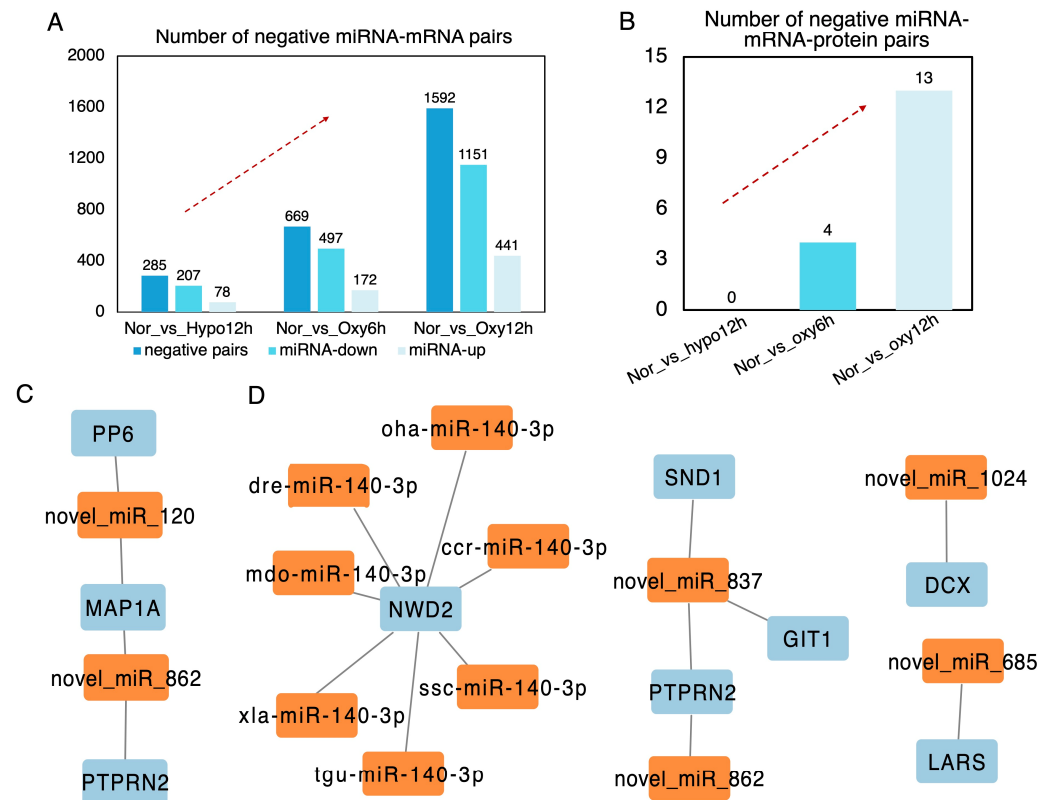 A
Number of negative miRNA-mRNA pairs
2000
1600
1200
800
400
0
285
207
78
669
497
172
1592
1151
441
Nor_vs_Hypo12h
Nor_vs_Oxy6h
Nor_vs_Oxy12h
negative pairs
miRNA-down
miRNA-up
B
Number of negative miRNA-
mRNA-protein pairs
15
12
9
6
3
0
0
4
13
Nor_vs_hypo12h
Nor_vs_oxy6h
Nor_vs_oxy12h
C
PP6
novel_miR_120
MAP1A
novel_miR_862
PTPRN2
D
oha-miR-140-3p
dre-miR-140-3p
ccr-miR-140-3p
mdo-miR-140-3p
NWD2
ssc-miR-140-3p
xla-miR-140-3p
tgu-miR-140-3p
SND1
novel_miR_837
GIT1
PTPRN2
novel_miR_862
novel_miR_1024
DCX
novel_miR_685
LARS